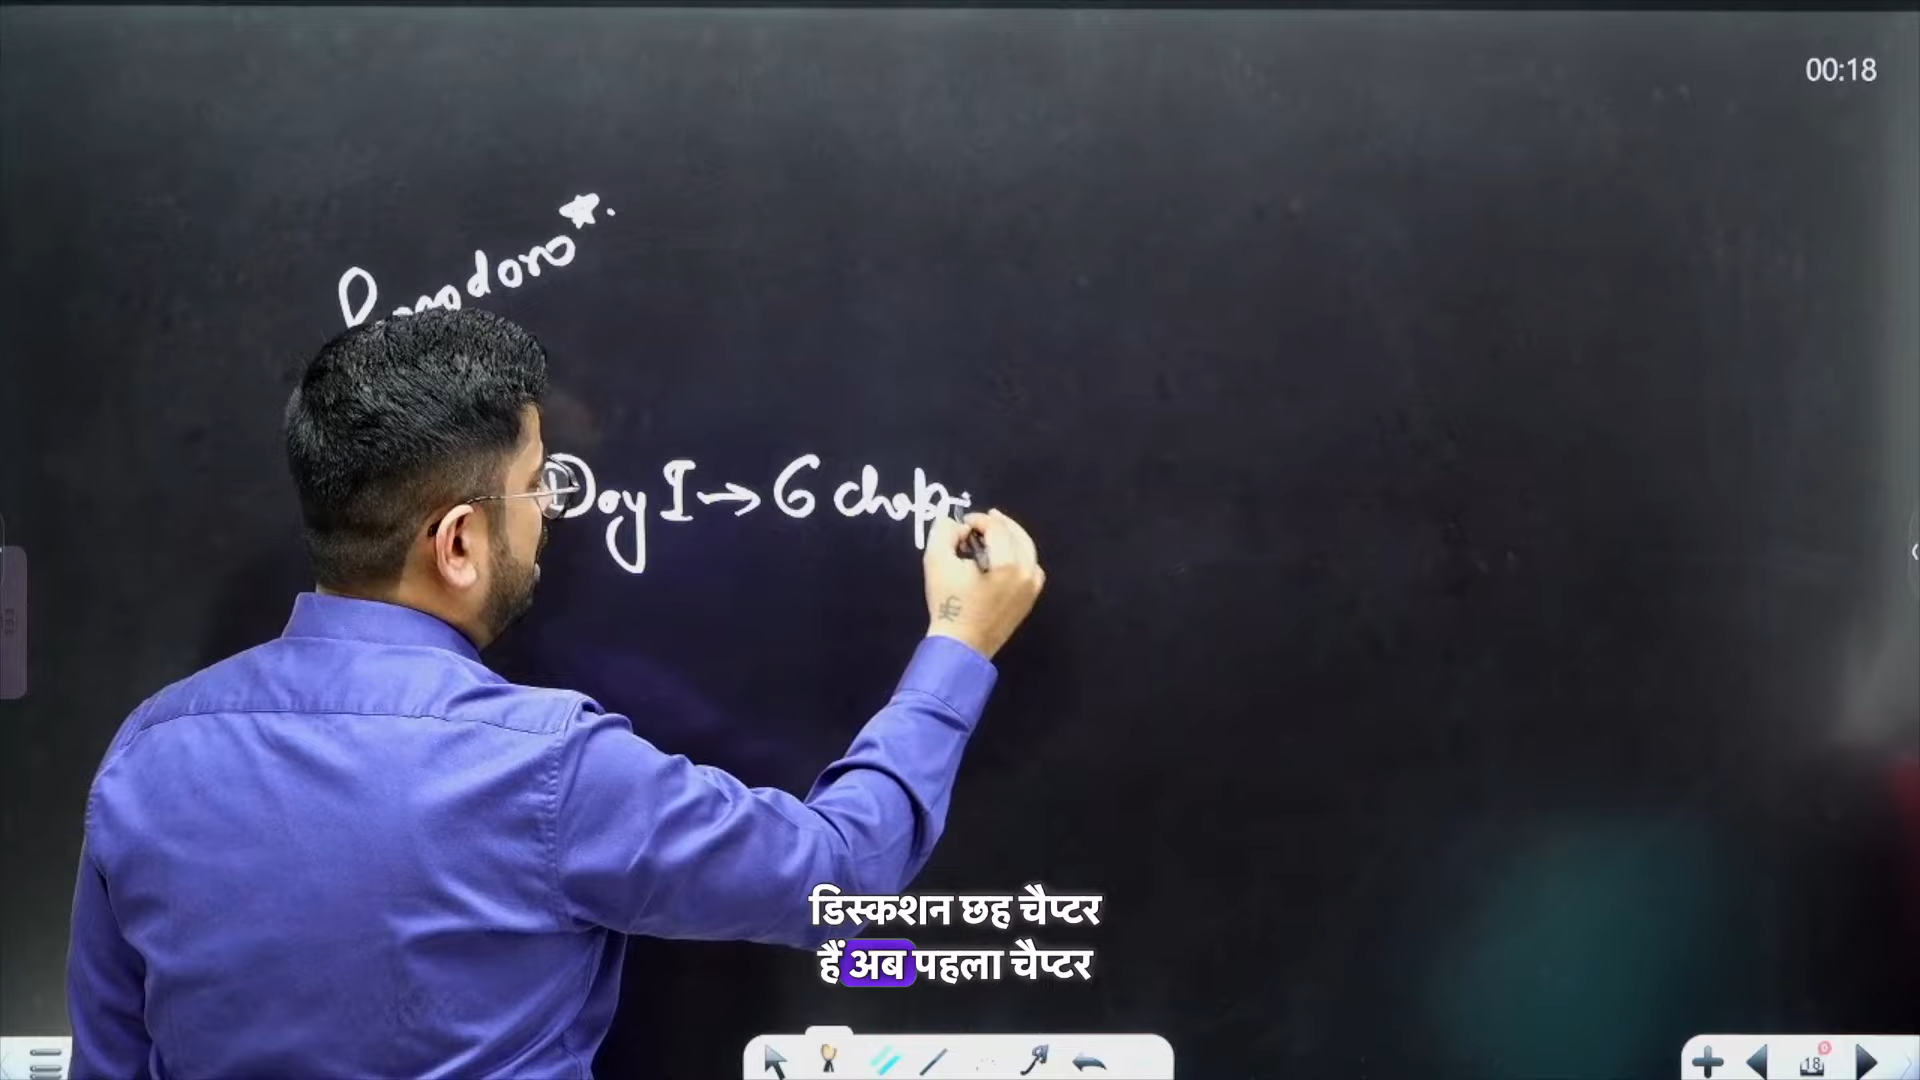 00:18
Pomodoro
Day I → 6 chap
डिस्कशन छह चैप्टर
हैं अब पहला चैप्टर
18